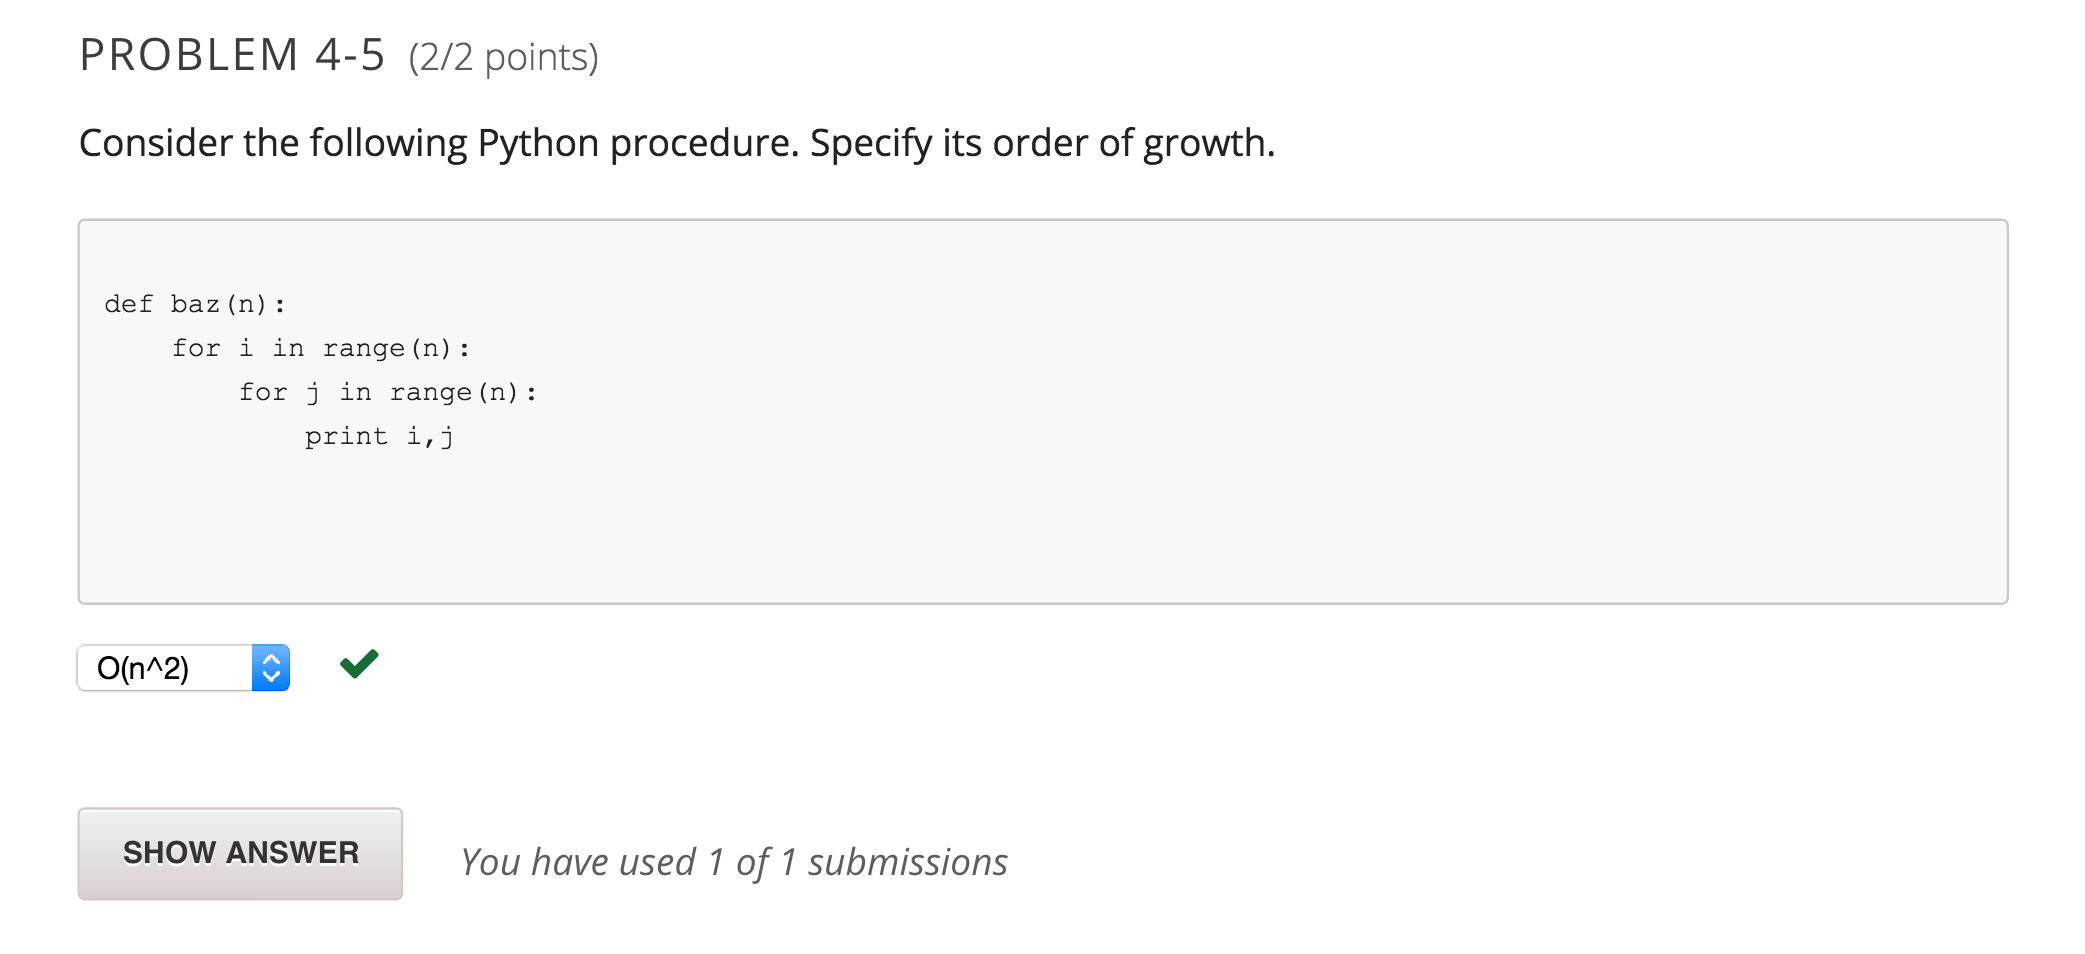 PROBLEM 4-5 (2/2 points)
Consider the following Python procedure. Specify its order of growth.
def baz(n):
    for i in range(n):
        for j in range(n):
            print i,j
O(n^2)
SHOW ANSWER
You have used 1 of 1 submissions